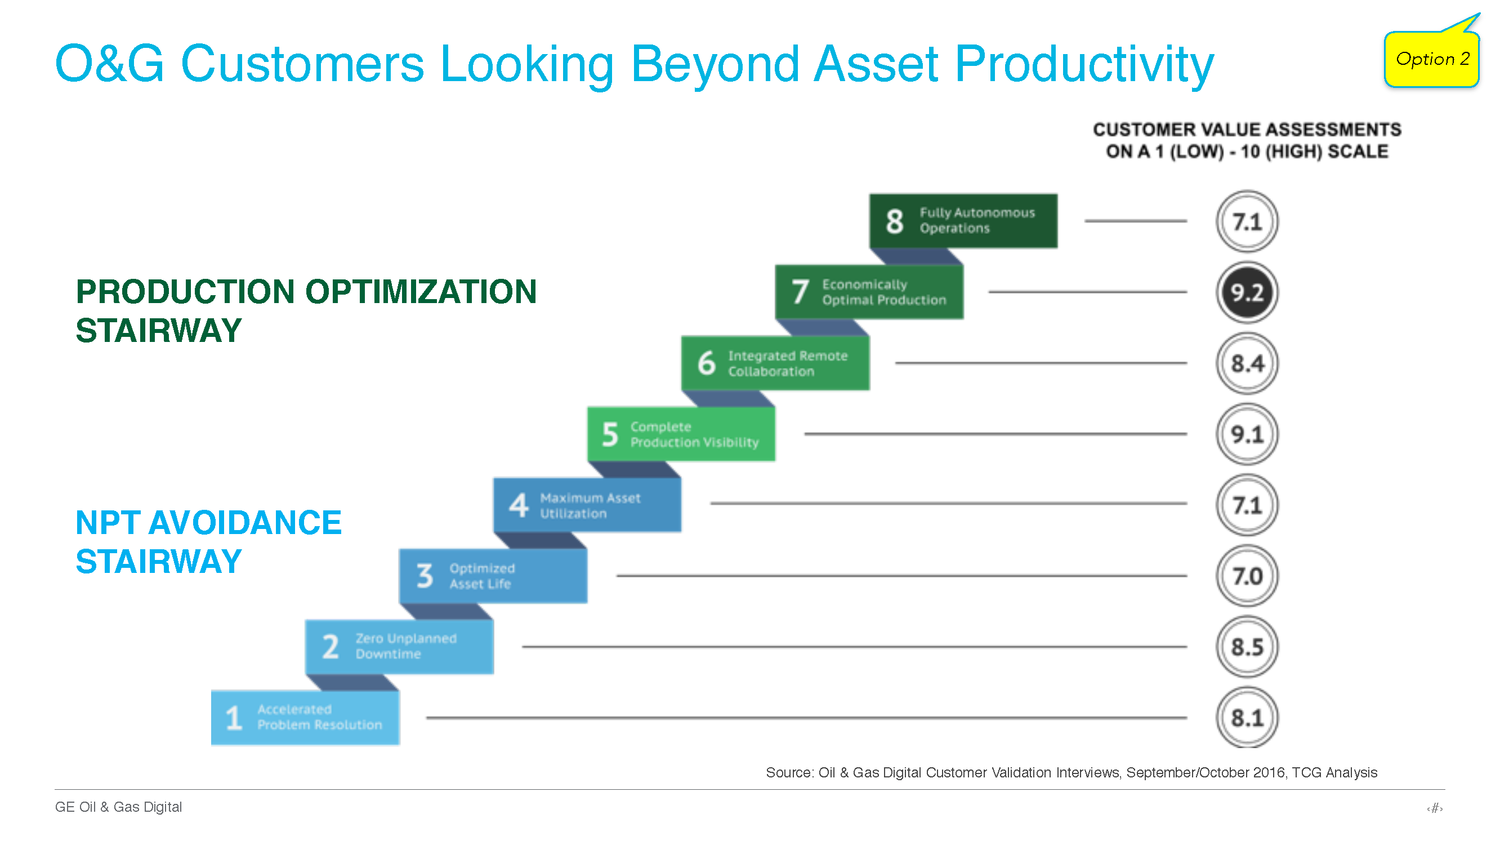 O&G Customers Looking Beyond Asset Productivity
Option 2
CUSTOMER VALUE ASSESSMENTS
ON A 1 (LOW) - 10 (HIGH) SCALE
8 Fully Autonomous
Operations
7.1
PRODUCTION OPTIMIZATION
STAIRWAY
7 Economically
Optimal Production
9.2
6 Integrated Remote
Collaboration
8.4
5 Complete
Production Visibility
9.1
NPT AVOIDANCE
STAIRWAY
4 Maximum Asset
Utilization
7.1
3 Optimized
Asset Life
7.0
2 Zero Unplanned
Downtime
8.5
1 Accelerated
Problem Resolution
8.1
Source: Oil & Gas Digital Customer Validation Interviews, September/October 2016, TCG Analysis
GE Oil & Gas Digital
‹#›